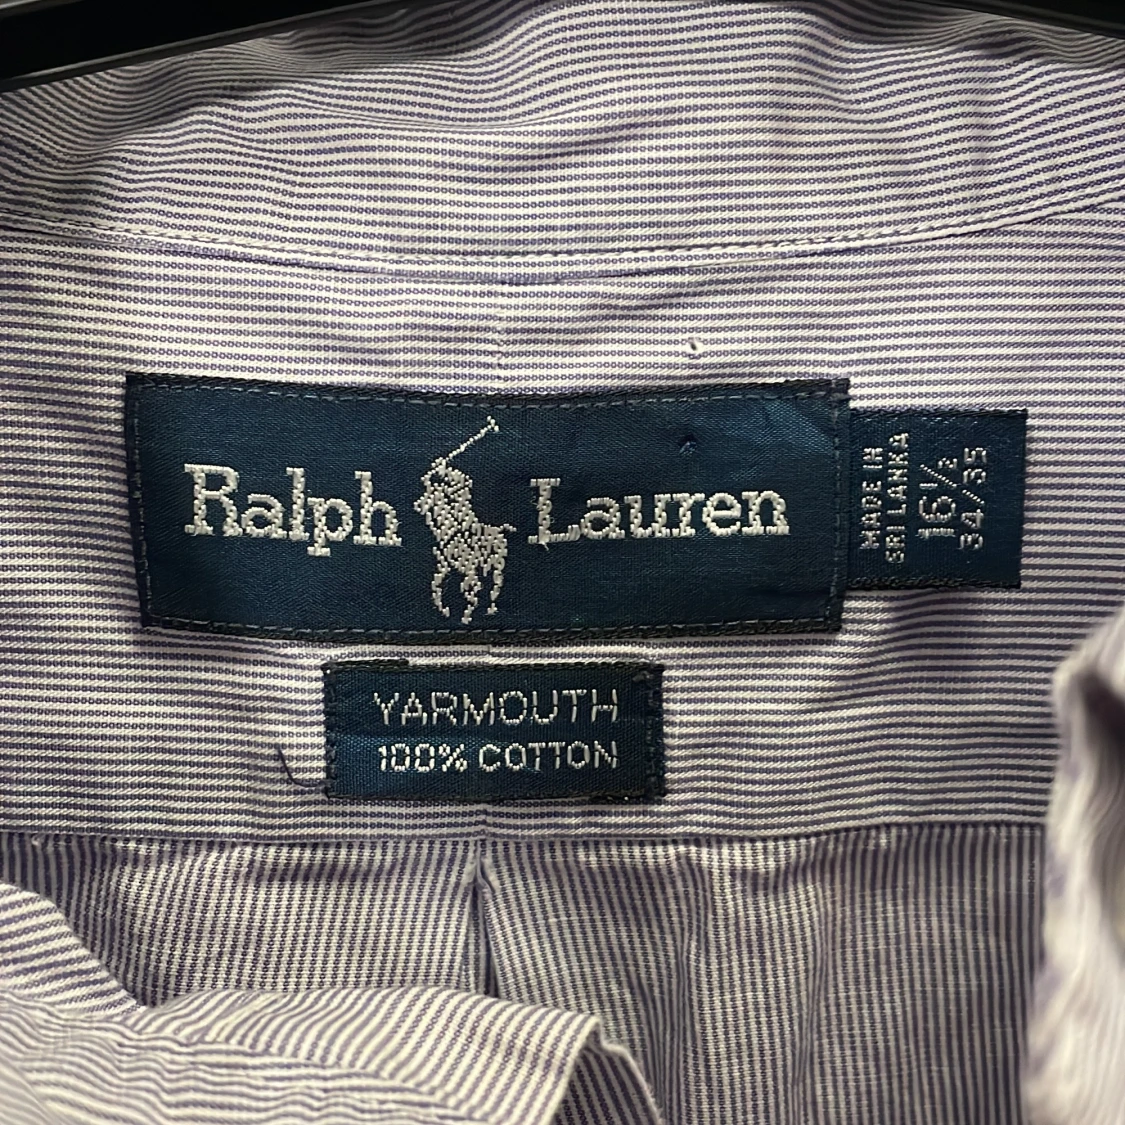 Ralph Lauren
MADE IN
SRI LANKA
16½
34/35
YARMOUTH
100% COTTON